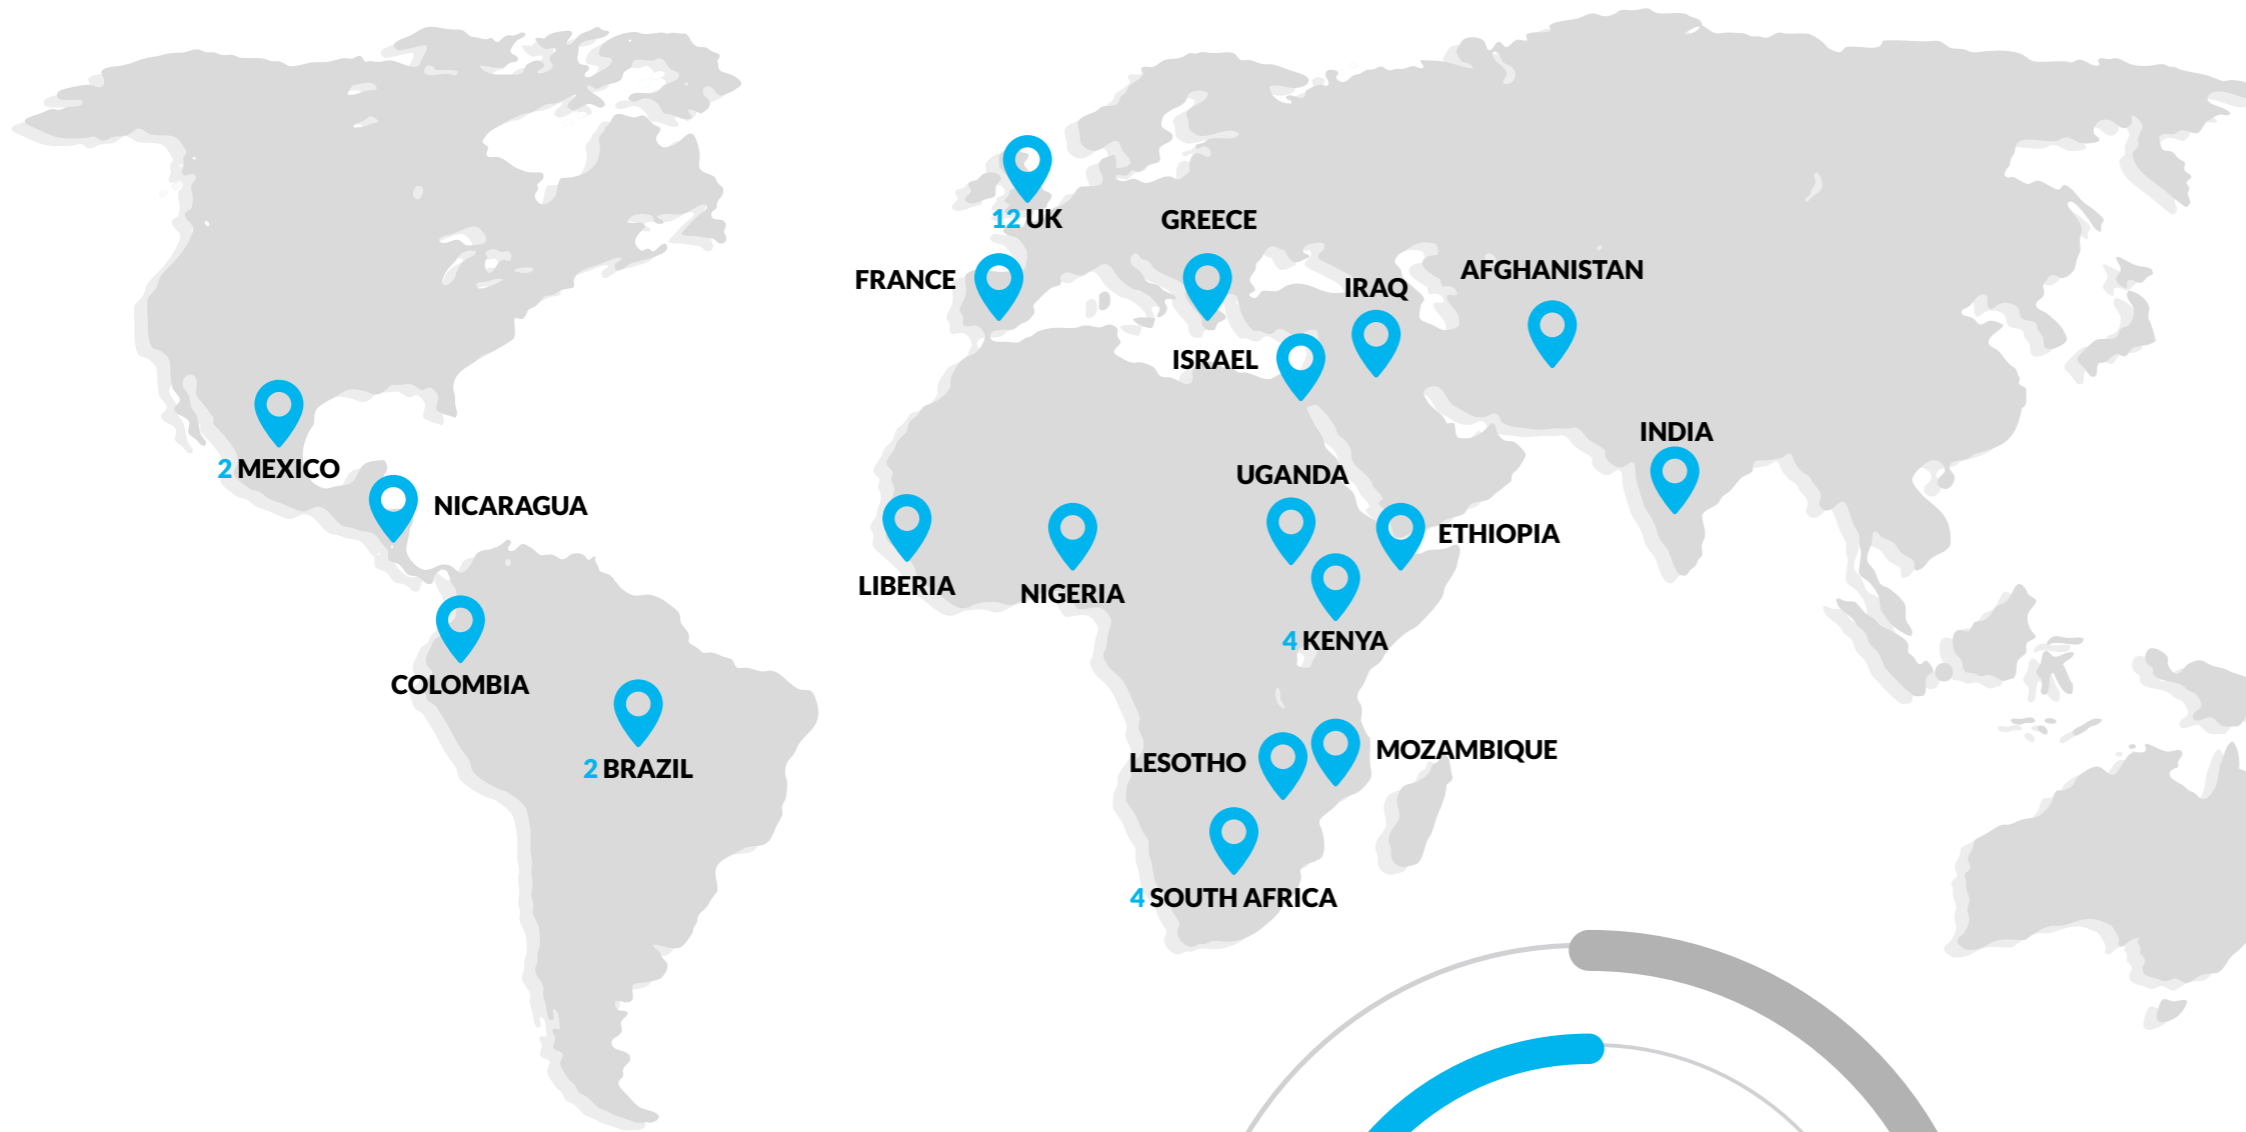 12 UK
GREECE
FRANCE
AFGHANISTAN
IRAQ
ISRAEL
INDIA
2 MEXICO
UGANDA
NICARAGUA
ETHIOPIA
LIBERIA
NIGERIA
4 KENYA
COLOMBIA
MOZAMBIQUE
LESOTHO
2 BRAZIL
4 SOUTH AFRICA